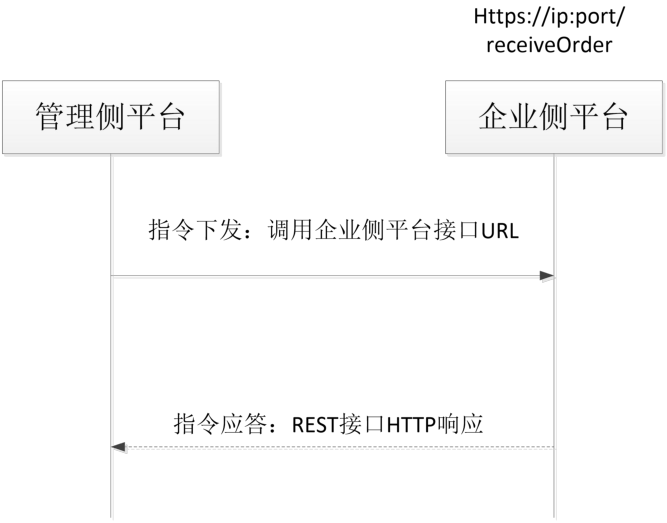 Https://ip:port/
receiveOrder
管理侧平台
企业侧平台
指令下发：调用企业侧平台接口URL
指令应答：REST接口HTTP响应